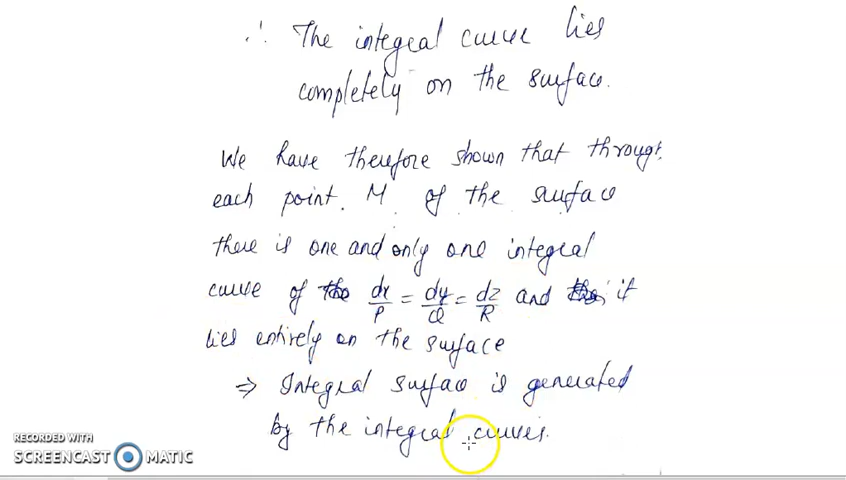 ∴ The integral curve lies
completely on the surface.
We have therefore shown that through
each point M of the surface
there is one and only one integral
curve of dx/P = dy/Q = dz/R and it
lies entirely on the surface
⇒ Integral surface is generated
by the integral curves.
RECORDED WITH
SCREENCAST MATIC